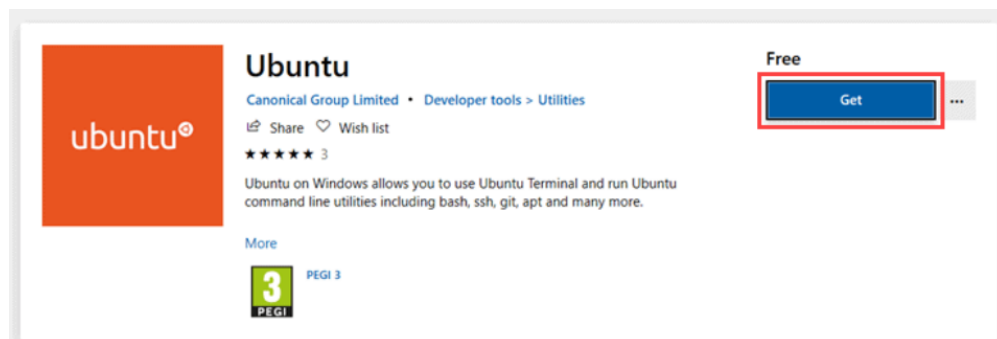 ubuntu
Ubuntu
Canonical Group Limited • Developer tools > Utilities
Share Wish list
★★★★★ 3
Ubuntu on Windows allows you to use Ubuntu Terminal and run Ubuntu
command line utilities including bash, ssh, git, apt and many more.
More
3
PEGI
PEGI 3
Free
Get
...